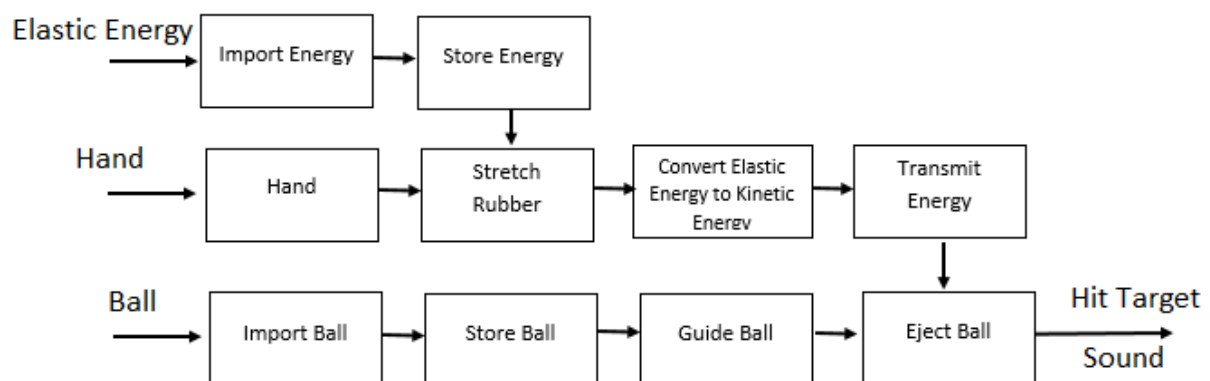 Elastic Energy
Import Energy
Store Energy
Hand
Hand
Stretch
Rubber
Convert Elastic
Energy to Kinetic
Energy
Transmit
Energy
Ball
Import Ball
Store Ball
Guide Ball
Eject Ball
Hit Target
Sound